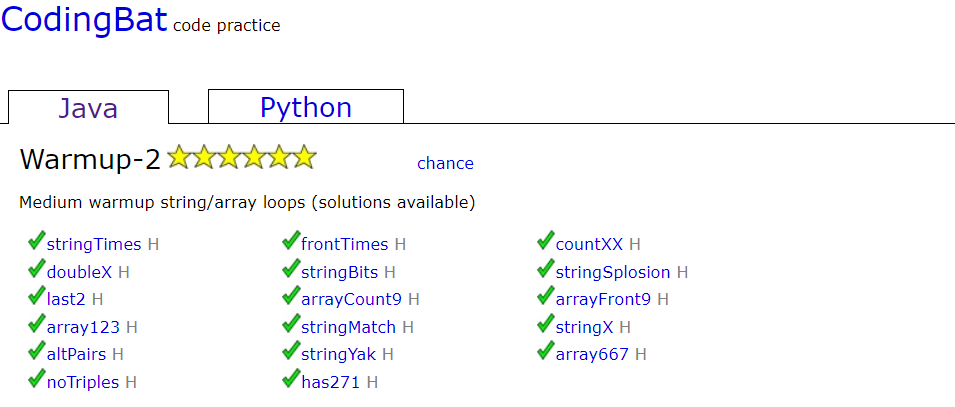 CodingBat code practice
Java Python
Warmup-2 chance
Medium warmup string/array loops (solutions available)
stringTimes H frontTimes H countXX H
doubleX H stringBits H stringSplosion H
last2 H arrayCount9 H arrayFront9 H
array123 H stringMatch H stringX H
altPairs H stringYak H array667 H
noTriples H has271 H